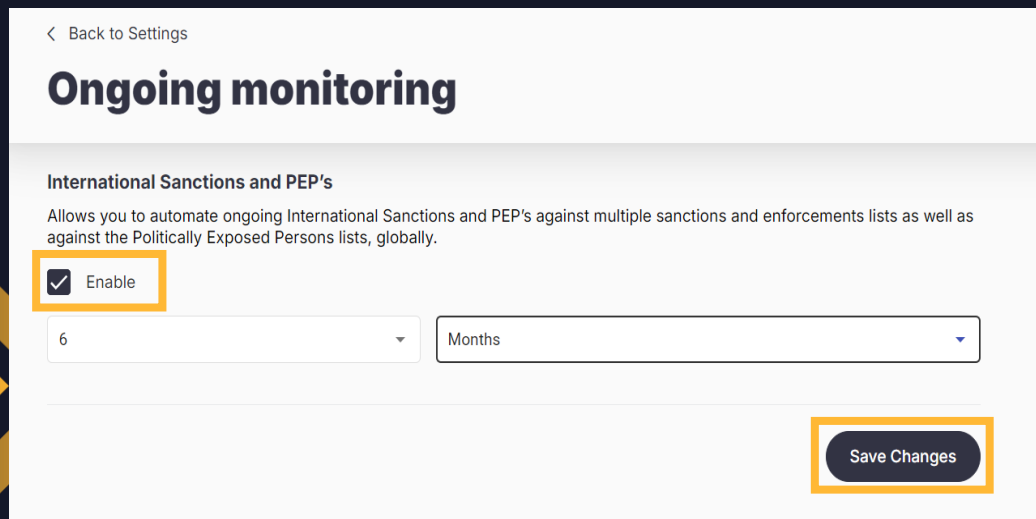 Back to Settings
Ongoing monitoring
International Sanctions and PEP's
Allows you to automate ongoing International Sanctions and PEP's against multiple sanctions and enforcements lists as well as
against the Politically Exposed Persons lists, globally.
Enable
6 Months
Save Changes